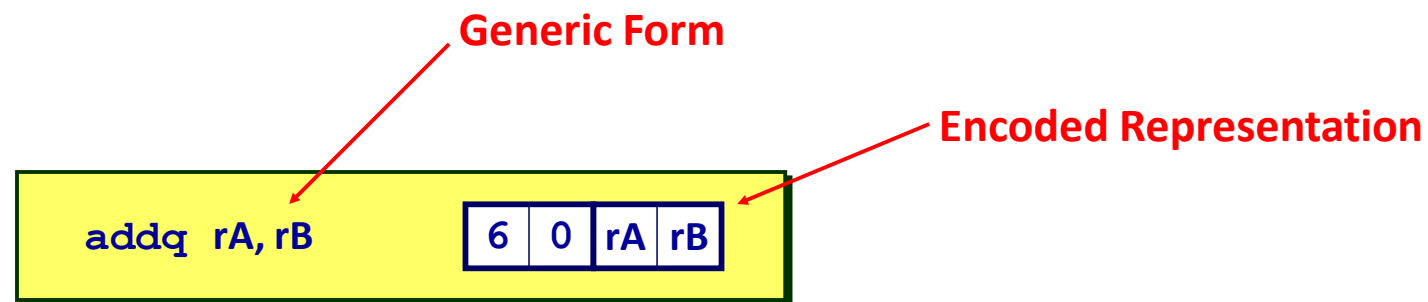 Generic Form
Encoded Representation
addq rA, rB 6 0 rA rB